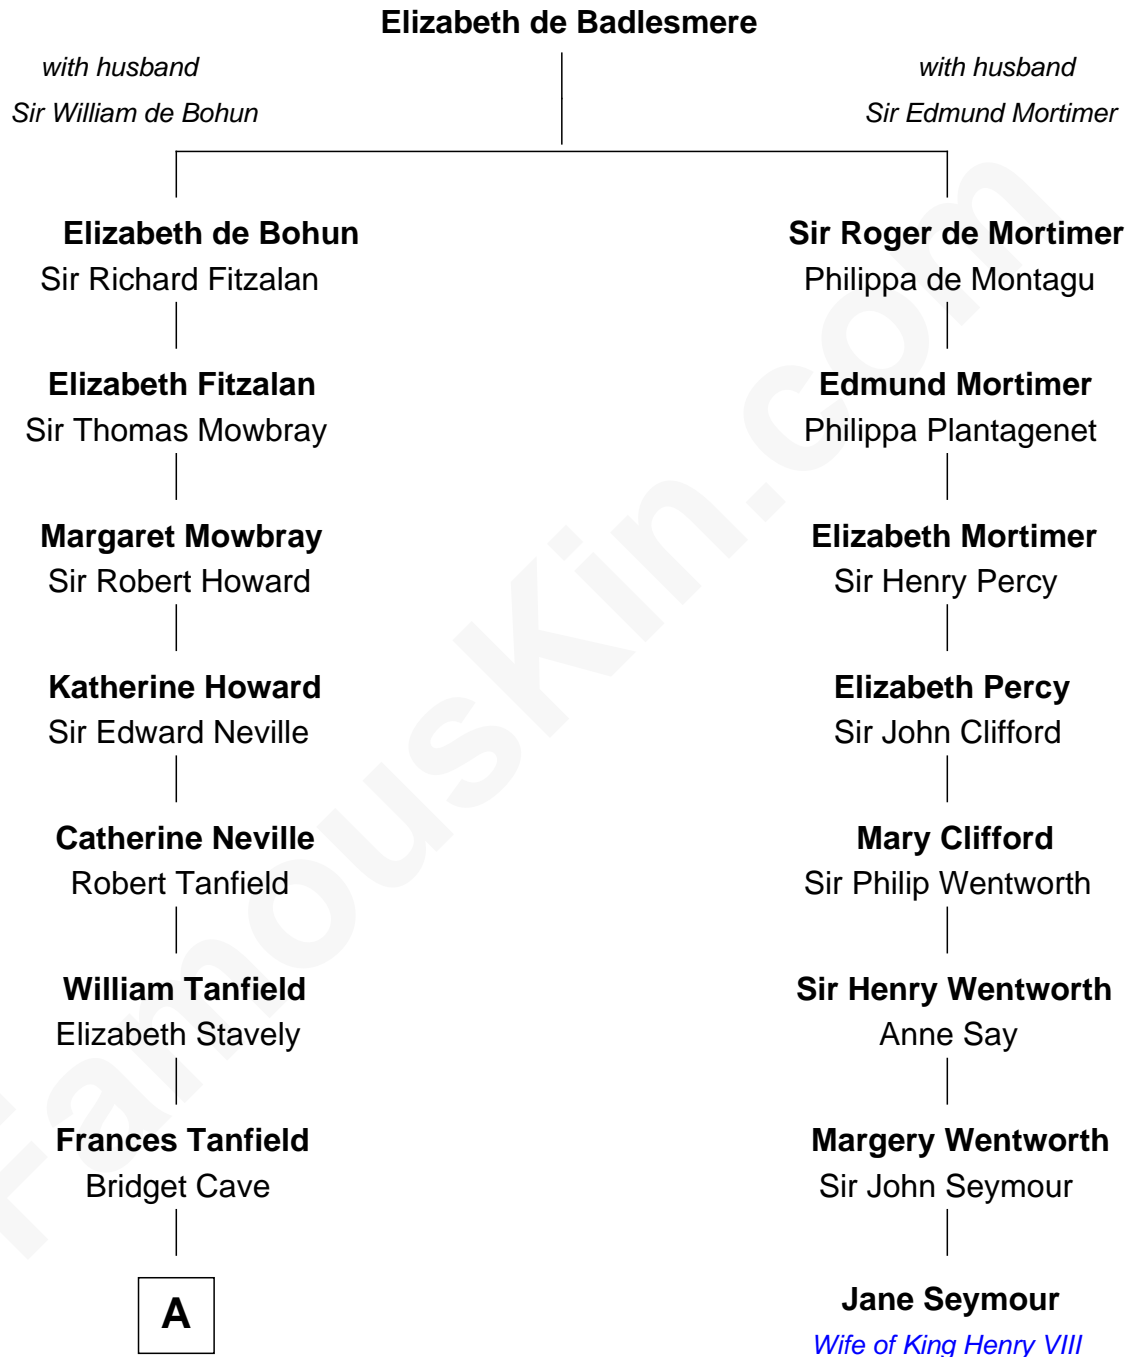 Elizabeth de Badlesmere
with husband
Sir William de Bohun
with husband
Sir Edmund Mortimer
Elizabeth de Bohun
Sir Richard Fitzalan
Sir Roger de Mortimer
Philippa de Montagu
Elizabeth Fitzalan
Sir Thomas Mowbray
Edmund Mortimer
Philippa Plantagenet
Margaret Mowbray
Sir Robert Howard
Elizabeth Mortimer
Sir Henry Percy
Katherine Howard
Sir Edward Neville
Elizabeth Percy
Sir John Clifford
Catherine Neville
Robert Tanfield
Mary Clifford
Sir Philip Wentworth
William Tanfield
Elizabeth Stavely
Sir Henry Wentworth
Anne Say
Frances Tanfield
Bridget Cave
Margery Wentworth
Sir John Seymour
A
Jane Seymour
Wife of King Henry VIII
FamousKin.com